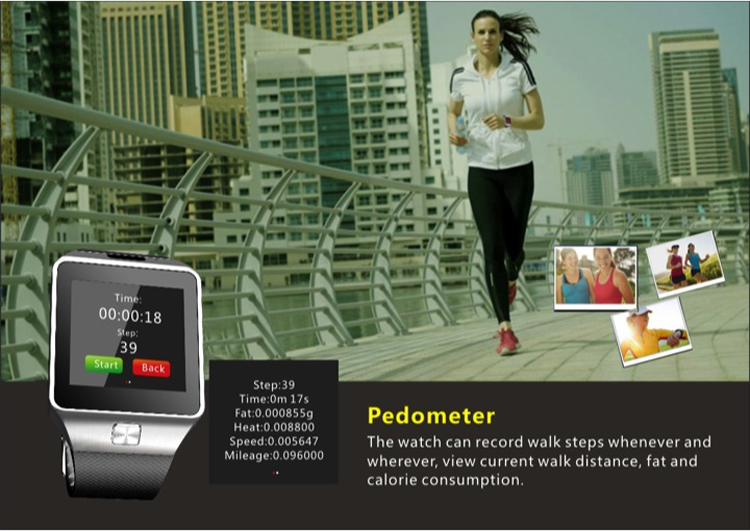 Time:
00:00:18
Step:
39
Start Back
Step:39
Time:0m 17s
Fat:0.000855g
Heat:0.008800
Speed:0.005647
Mileage:0.096000
Pedometer
The watch can record walk steps whenever and
wherever, view current walk distance, fat and
calorie consumption.